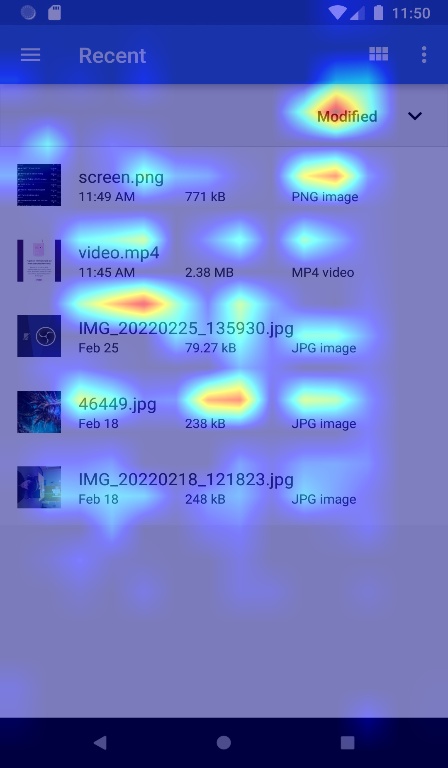 11:50
Recent
Modified
screen.png
11:49 AM 771 kB PNG image
video.mp4
11:45 AM 2.38 MB MP4 video
IMG_20220225_135930.jpg
Feb 25 79.27 kB JPG image
46449.jpg
Feb 18 238 kB JPG image
IMG_20220218_121823.jpg
Feb 18 248 kB JPG image